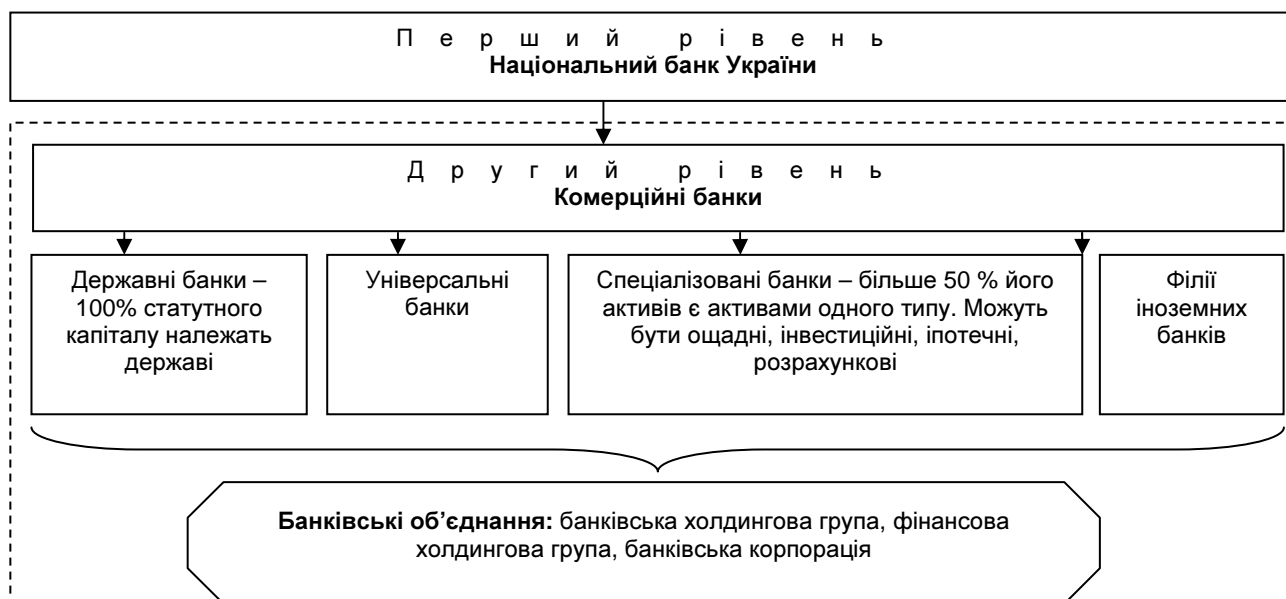 П е р ш и й р і в е н ь
Національний банк України
Д р у г и й р і в е н ь
Комерційні банки
Державні банки –
100% статутного
капіталу належать
державі
Універсальні
банки
Спеціалізовані банки – більше 50 % його
активів є активами одного типу. Можуть
бути ощадні, інвестиційні, іпотечні,
розрахункові
Філії
іноземних
банків
Банківські об’єднання: банківська холдингова група, фінансова
холдингова група, банківська корпорація